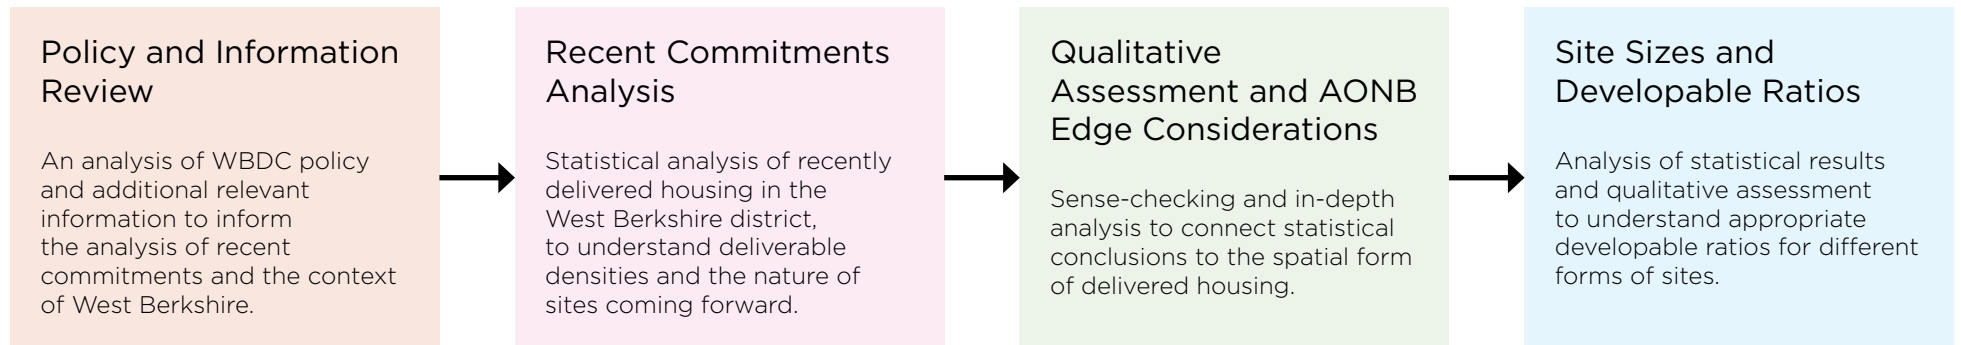 Policy and Information
Review
An analysis of WBDC policy
and additional relevant
information to inform
the analysis of recent
commitments and the context
of West Berkshire.
Recent Commitments
Analysis
Statistical analysis of recently
delivered housing in the
West Berkshire district,
to understand deliverable
densities and the nature of
sites coming forward.
Qualitative
Assessment and AONB
Edge Considerations
Sense-checking and in-depth
analysis to connect statistical
conclusions to the spatial form
of delivered housing.
Site Sizes and
Developable Ratios
Analysis of statistical results
and qualitative assessment
to understand appropriate
developable ratios for different
forms of sites.